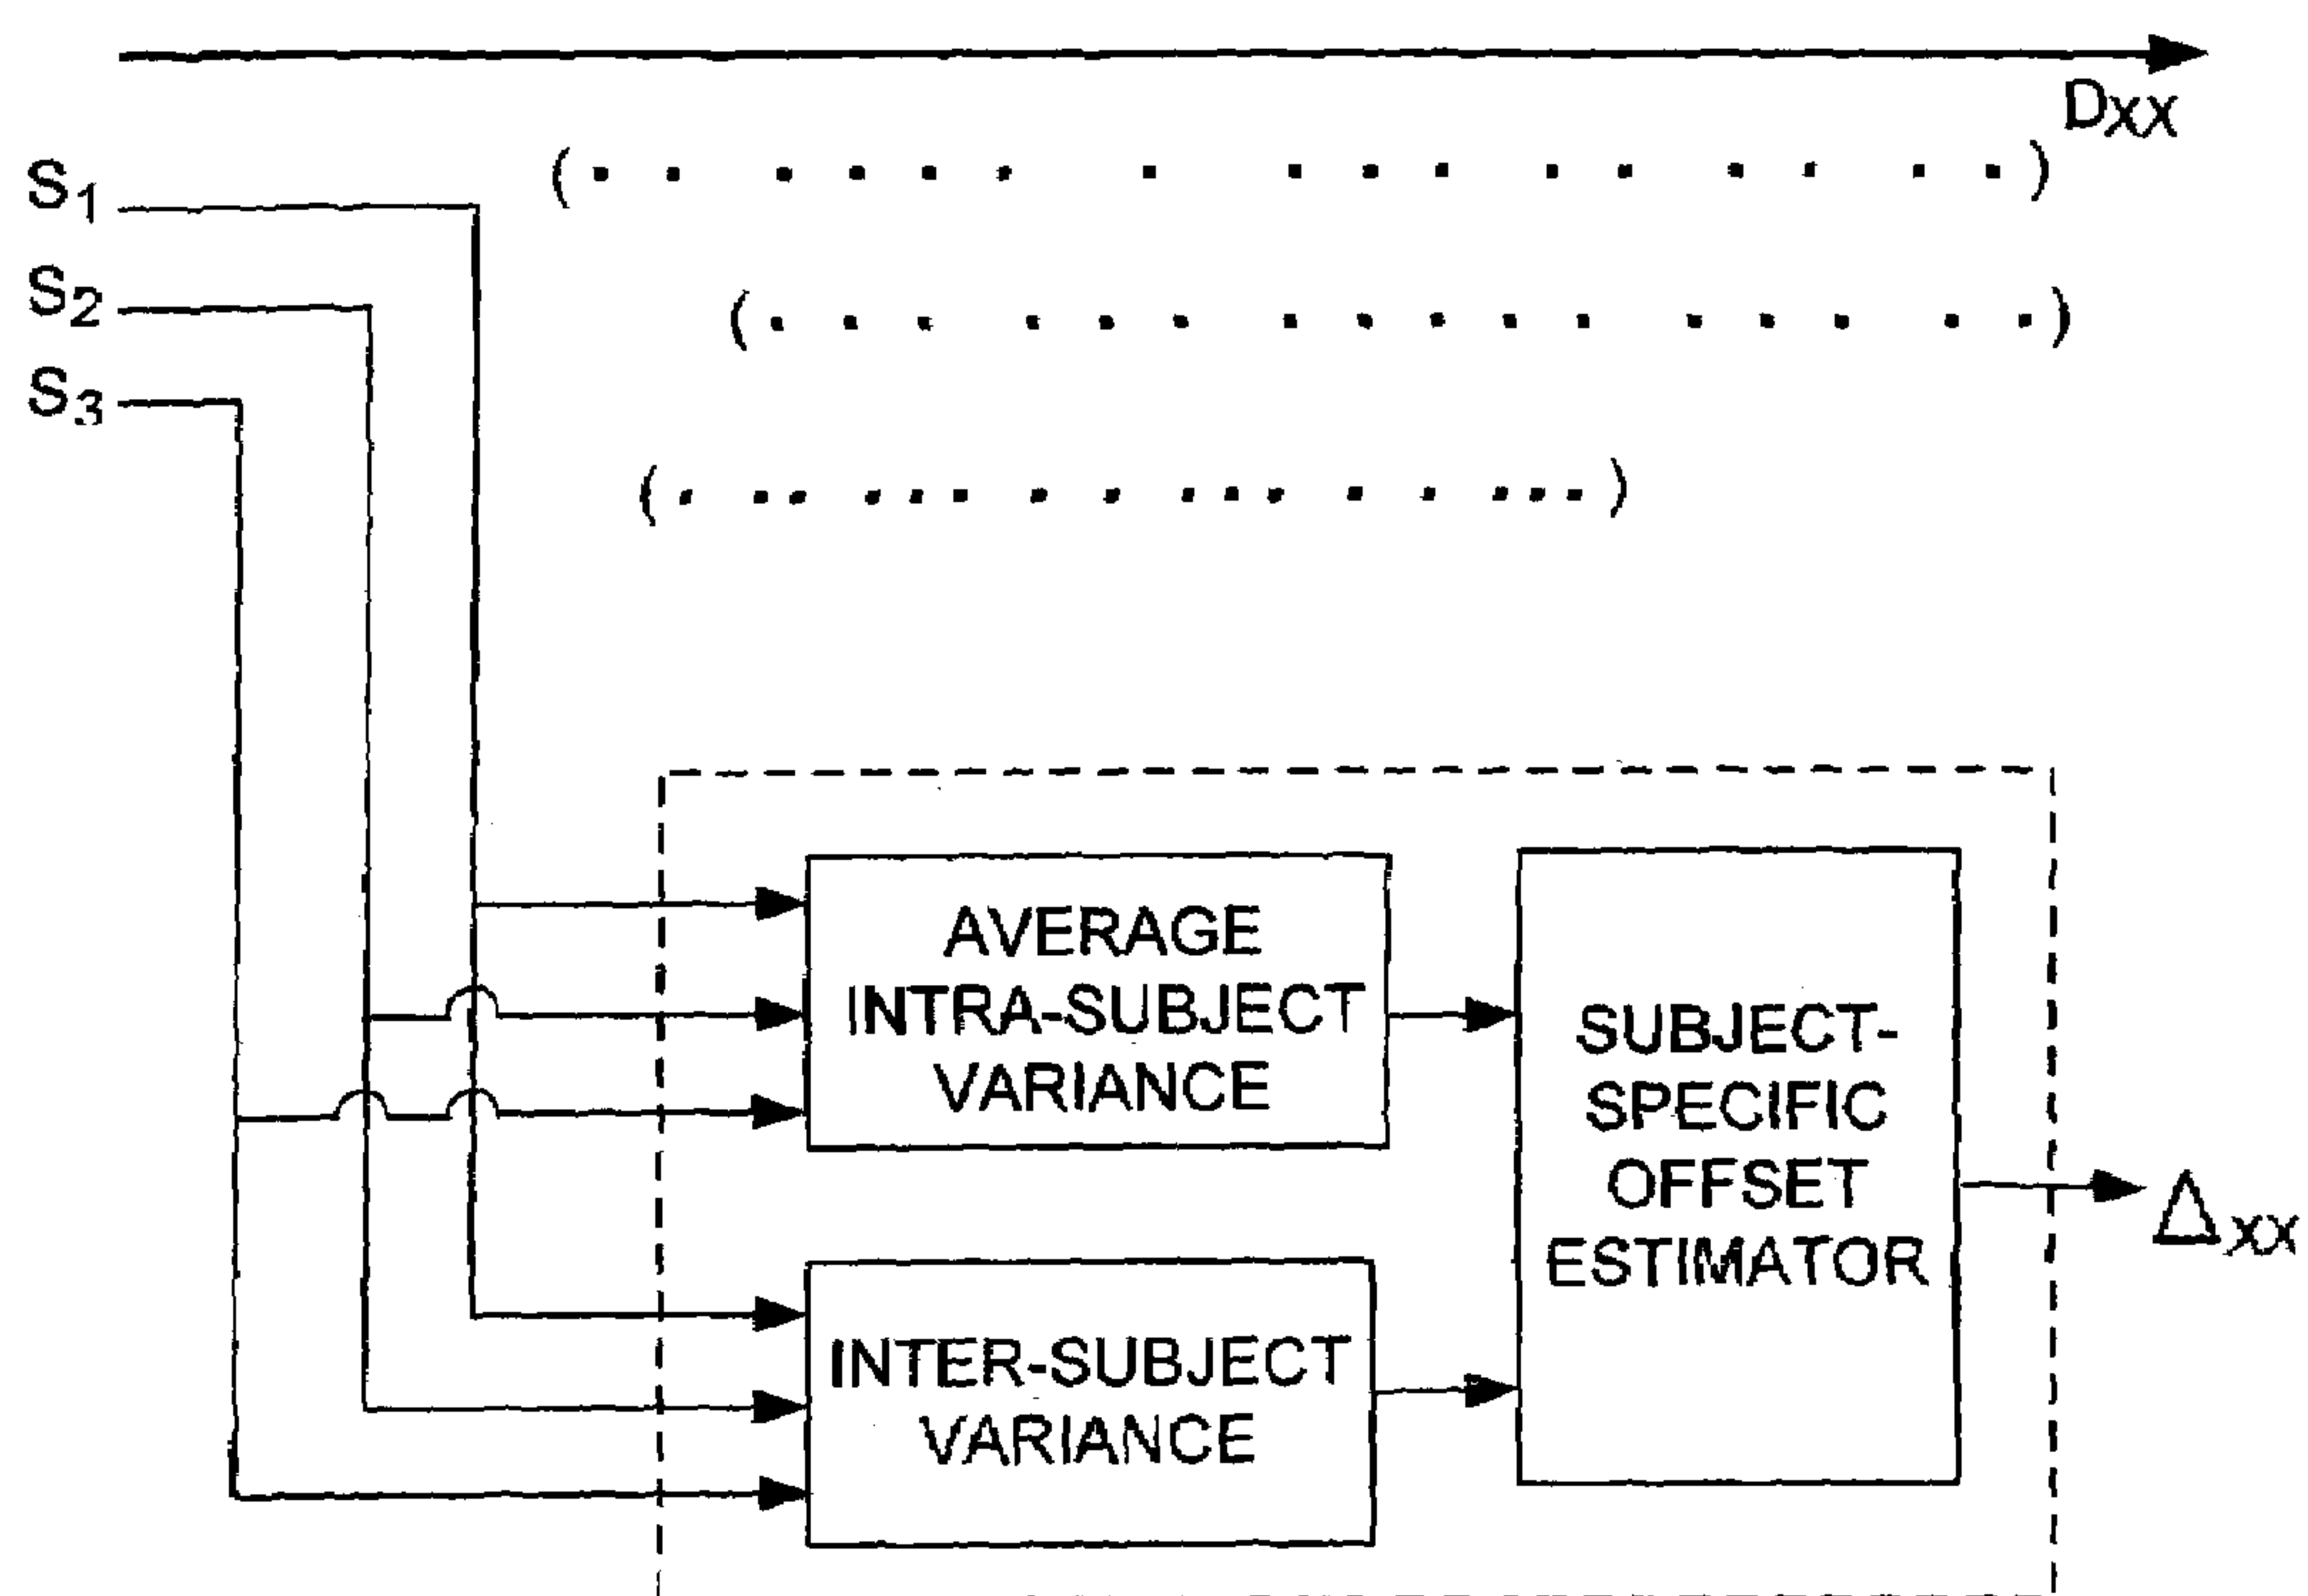 Dxx
S1
S2
S3
AVERAGE
INTRA-SUBJECT
VARIANCE
SUBJECT-
SPECIFIC
OFFSET
ESTIMATOR
Δxx
INTER-SUBJECT
VARIANCE